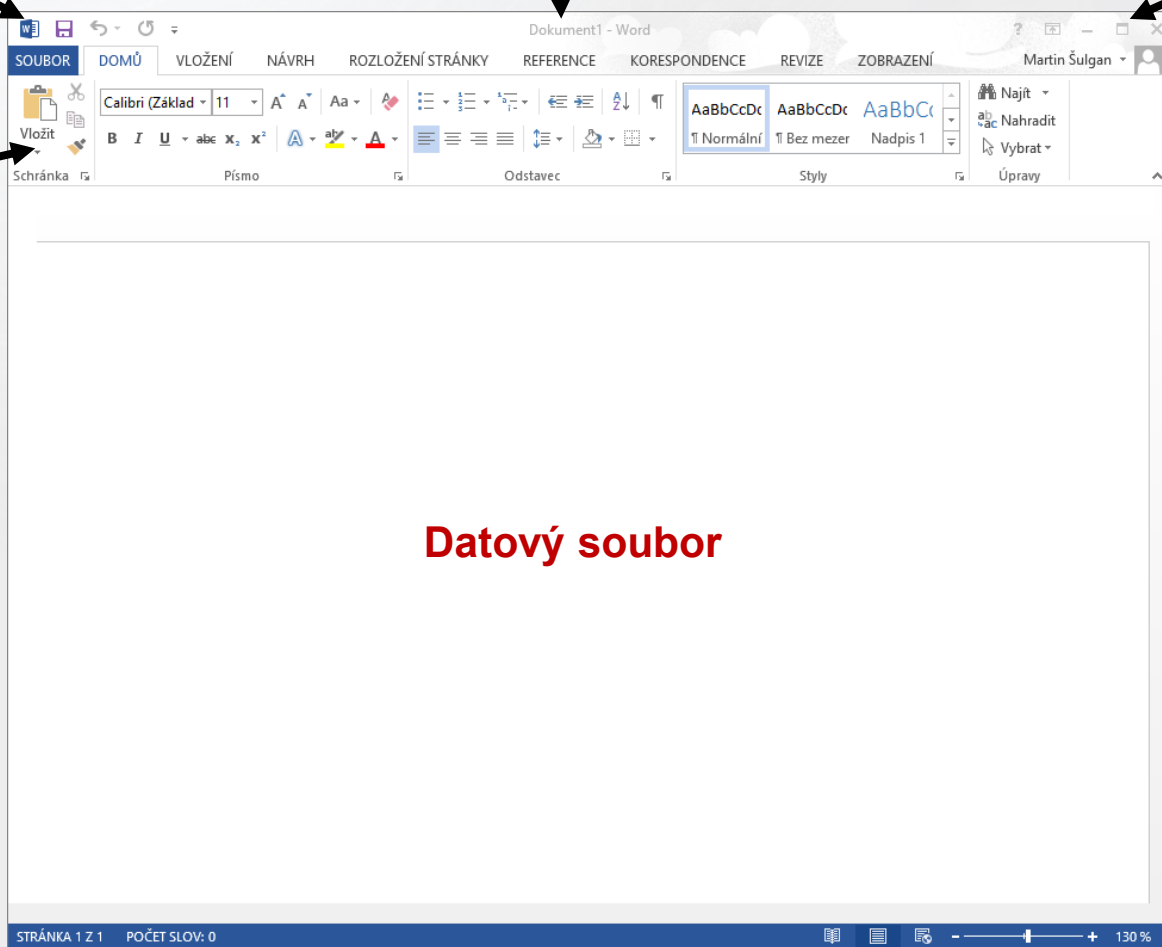 Dokument1 - Word
SOUBOR DOMŮ VLOŽENÍ NÁVRH ROZLOŽENÍ STRÁNKY REFERENCE KORESPONDENCE REVIZE ZOBRAZENÍ Martin Šulgan
Vložit Calibri (Základ 11 A A Aa AaBbCcDc AaBbCcDc AaBbC Najít
Nahradit
B I U abc X₂ X² A aby A ¶ Normální ¶ Bez mezer Nadpis 1 Vybrat
Schránka Písmo Odstavec Styly Úpravy
Datový soubor
STRÁNKA 1 Z 1 POČET SLOV: 0 130 %